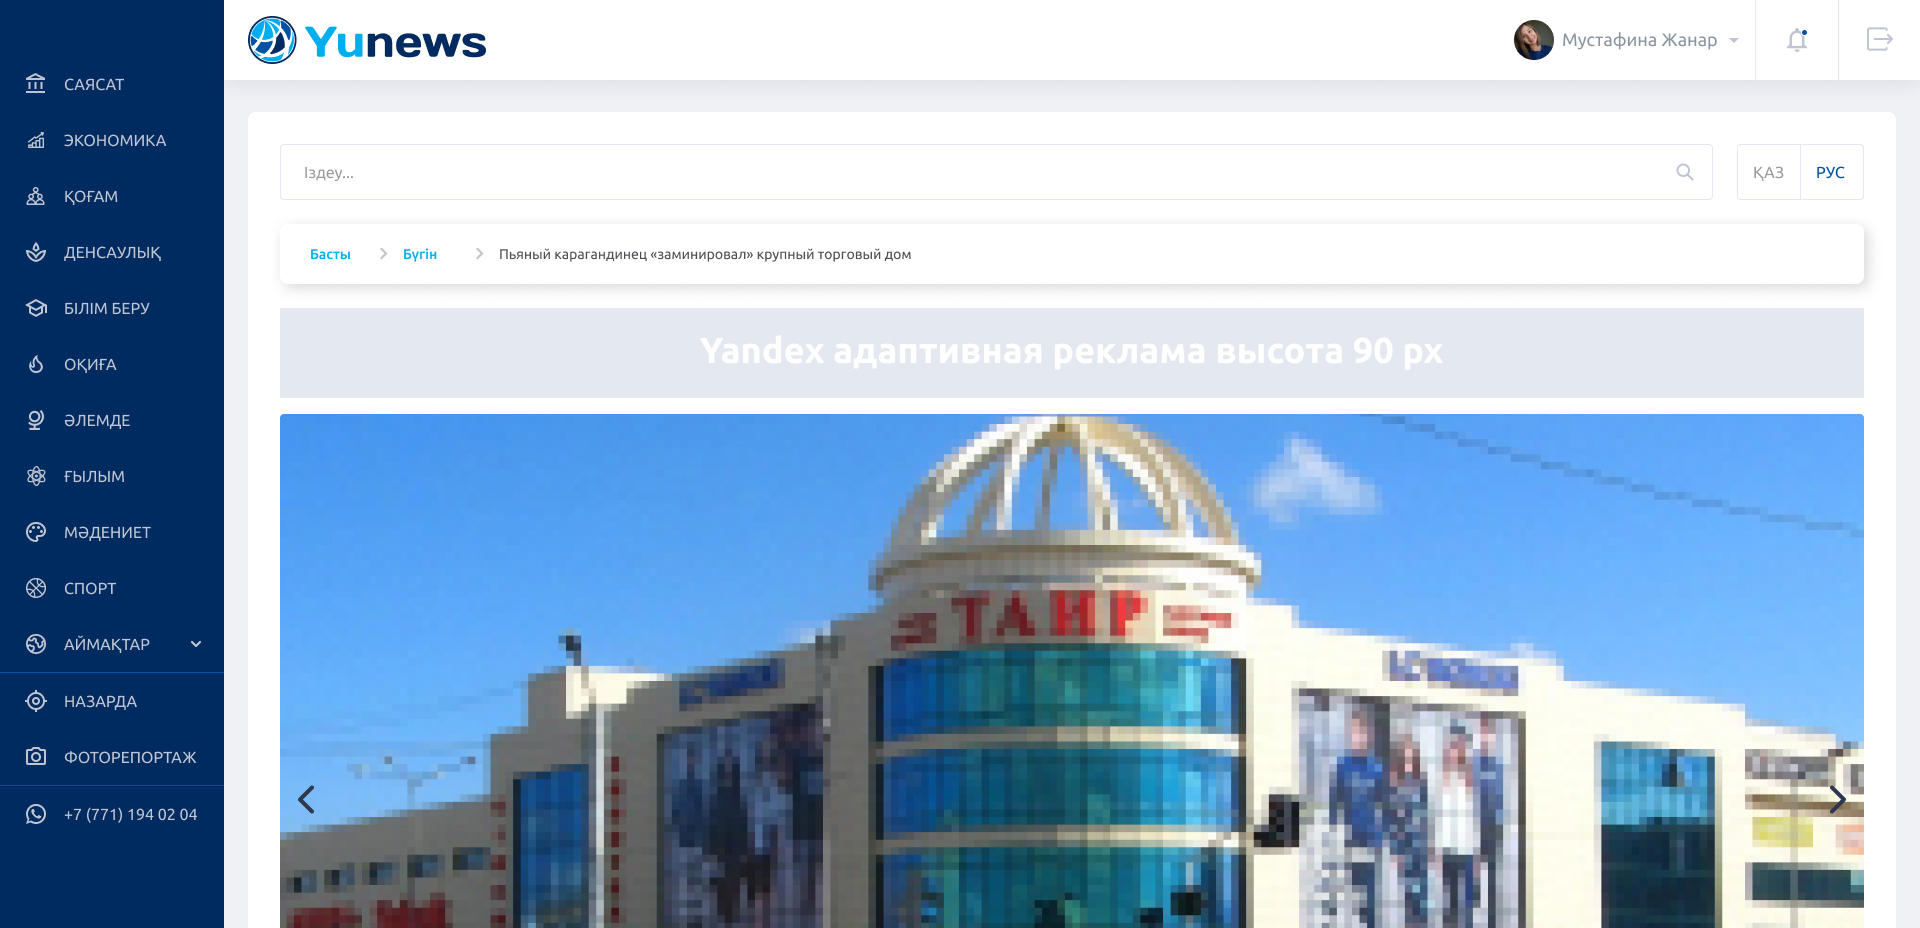 Yunews
Мустафина Жанар
САЯСАТ
ЭКОНОМИКА
ҚОҒАМ
ДЕНСАУЛЫҚ
БІЛІМ БЕРУ
ОҚИҒА
ӘЛЕМДЕ
ҒЫЛЫМ
МӘДЕНИЕТ
СПОРТ
АЙМАҚТАР
НАЗАРДА
ФОТОРЕПОРТАЖ
+7 (771) 194 02 04
Іздеу...
ҚАЗ РУС
Басты Бүгін Пьяный карагандинец «заминировал» крупный торговый дом
Yandex адаптивная реклама высота 90 px
ТАИР